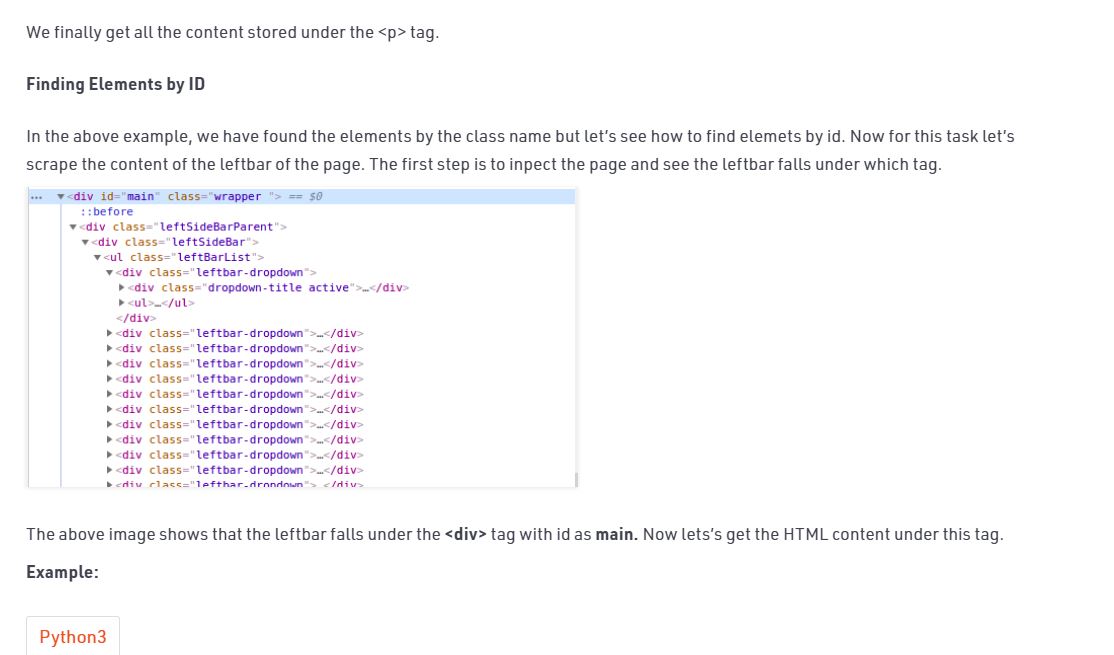 We finally get all the content stored under the <p> tag.
Finding Elements by ID
In the above example, we have found the elements by the class name but let’s see how to find elemets by id. Now for this task let’s
scrape the content of the leftbar of the page. The first step is to inpect the page and see the leftbar falls under which tag.
... ▼<div id="main" class="wrapper "> == $0
::before
▼<div class="leftSideBarParent">
▼<div class="leftSideBar">
▼<ul class="leftBarList">
▼<div class="leftbar-dropdown">
▶<div class="dropdown-title active">…</div>
▶<ul>…</ul>
</div>
▶<div class="leftbar-dropdown">…</div>
▶<div class="leftbar-dropdown">…</div>
▶<div class="leftbar-dropdown">…</div>
▶<div class="leftbar-dropdown">…</div>
▶<div class="leftbar-dropdown">…</div>
▶<div class="leftbar-dropdown">…</div>
▶<div class="leftbar-dropdown">…</div>
▶<div class="leftbar-dropdown">…</div>
▶<div class="leftbar-dropdown">…</div>
▶<div class="leftbar-dropdown">…</div>
▶<div class="leftbar-dropdown">…</div>
The above image shows that the leftbar falls under the <div> tag with id as main. Now lets’s get the HTML content under this tag.
Example:
Python3